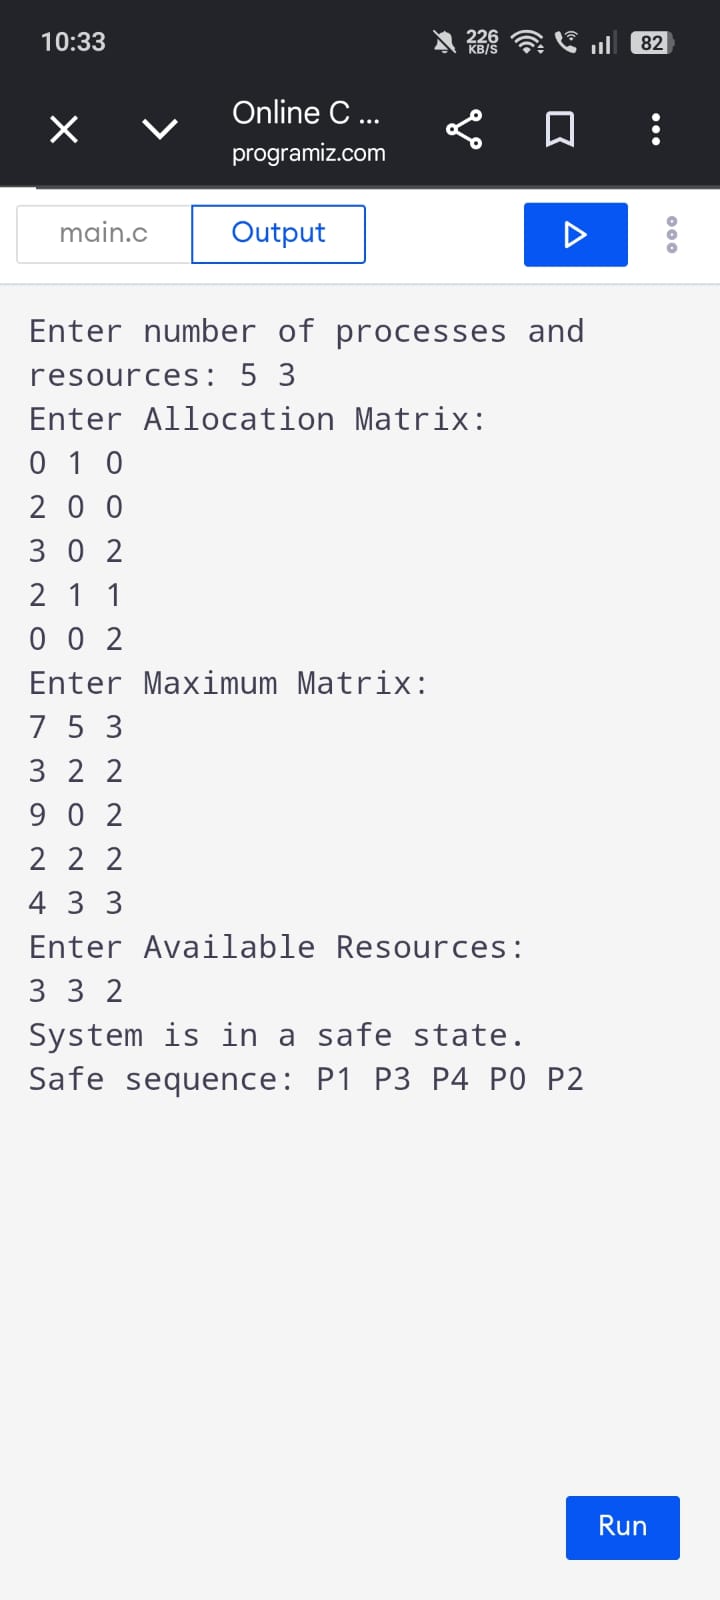 10:33
226
KB/S
82
Online C ...
programiz.com
main.c
Output
Enter number of processes and
resources: 5 3
Enter Allocation Matrix:
0 1 0
2 0 0
3 0 2
2 1 1
0 0 2
Enter Maximum Matrix:
7 5 3
3 2 2
9 0 2
2 2 2
4 3 3
Enter Available Resources:
3 3 2
System is in a safe state.
Safe sequence: P1 P3 P4 P0 P2
Run